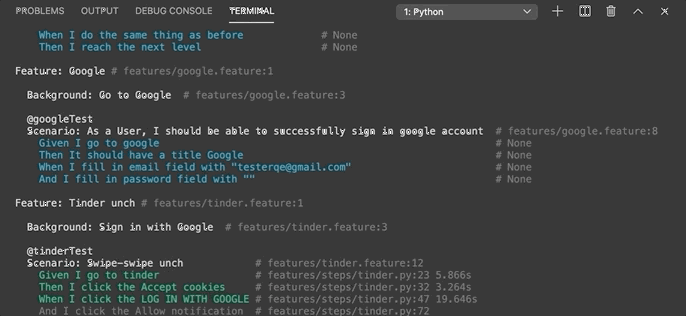 PROBLEMS OUTPUT DEBUG CONSOLE TERMINAL 1: Python
When I do the same thing as before # None
Then I reach the next level # None
Feature: Google # features/google.feature:1
Background: Go to Google # features/google.feature:3
@googleTest
Scenario: As a User, I should be able to successfully sign in google account # features/google.feature:8
Given I go to google # None
Then It should have a title Google # None
When I fill in email field with "testerqe@gmail.com" # None
And I fill in password field with "" # None
Feature: Tinder unch # features/tinder.feature:1
Background: Sign in with Google # features/tinder.feature:3
@tinderTest
Scenario: Swipe-swipe unch # features/tinder.feature:12
Given I go to tinder # features/steps/tinder.py:23 5.866s
Then I click the Accept cookies # features/steps/tinder.py:32 3.264s
When I click the LOG IN WITH GOOGLE # features/steps/tinder.py:47 19.646s
And I click the Allow notification # features/steps/tinder.py:72